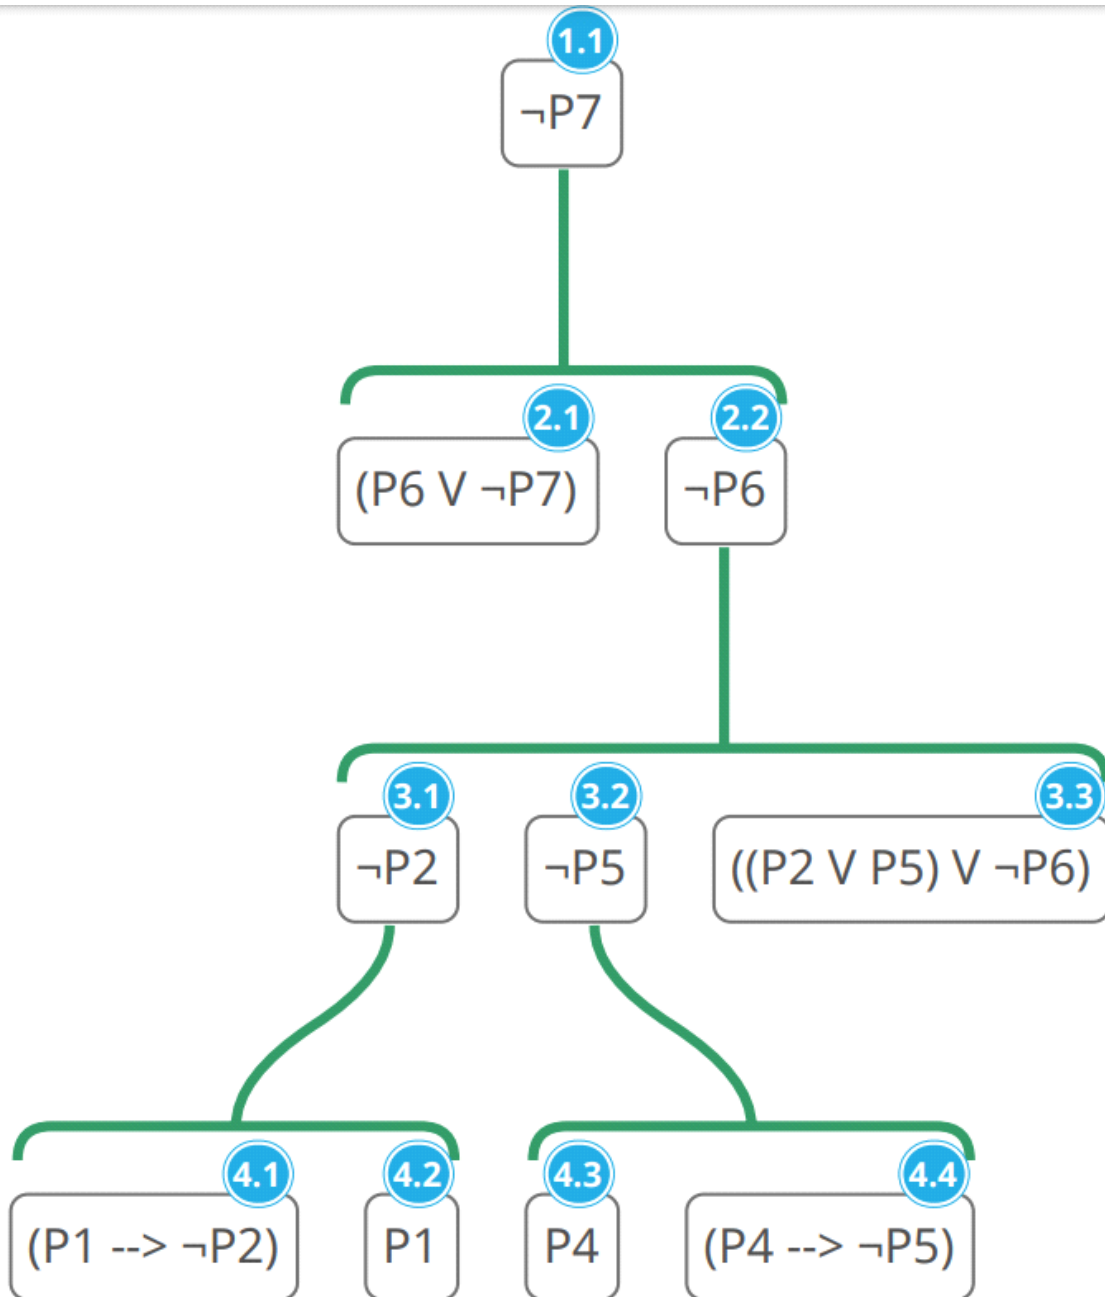 1.1
¬P7
2.1
2.2
(P6 V ¬P7)
¬P6
3.1
3.2
3.3
¬P2
¬P5
((P2 V P5) V ¬P6)
4.1
4.2
4.3
4.4
(P1 --> ¬P2)
P1
P4
(P4 --> ¬P5)